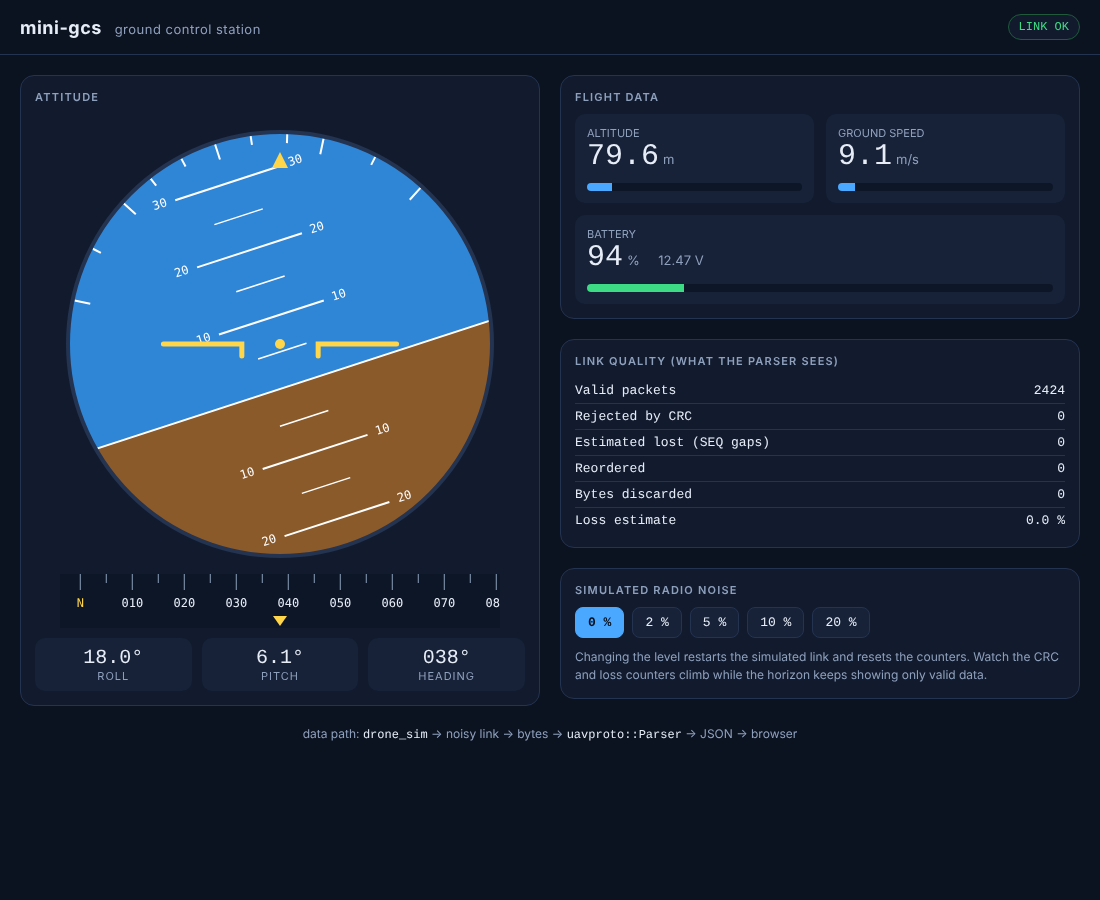 mini-gcs ground control station
LINK OK
ATTITUDE
30
30
20
20
10
10
10
10
20
20
N 010 020 030 040 050 060 070 08
18.0° 6.1° 038°
ROLL PITCH HEADING
FLIGHT DATA
ALTITUDE
79.6 m
GROUND SPEED
9.1 m/s
BATTERY
94 % 12.47 V
LINK QUALITY (WHAT THE PARSER SEES)
Valid packets 2424
Rejected by CRC 0
Estimated lost (SEQ gaps) 0
Reordered 0
Bytes discarded 0
Loss estimate 0.0 %
SIMULATED RADIO NOISE
0 % 2 % 5 % 10 % 20 %
Changing the level restarts the simulated link and resets the counters. Watch the CRC
and loss counters climb while the horizon keeps showing only valid data.
data path: drone_sim → noisy link → bytes → uavproto::Parser → JSON → browser